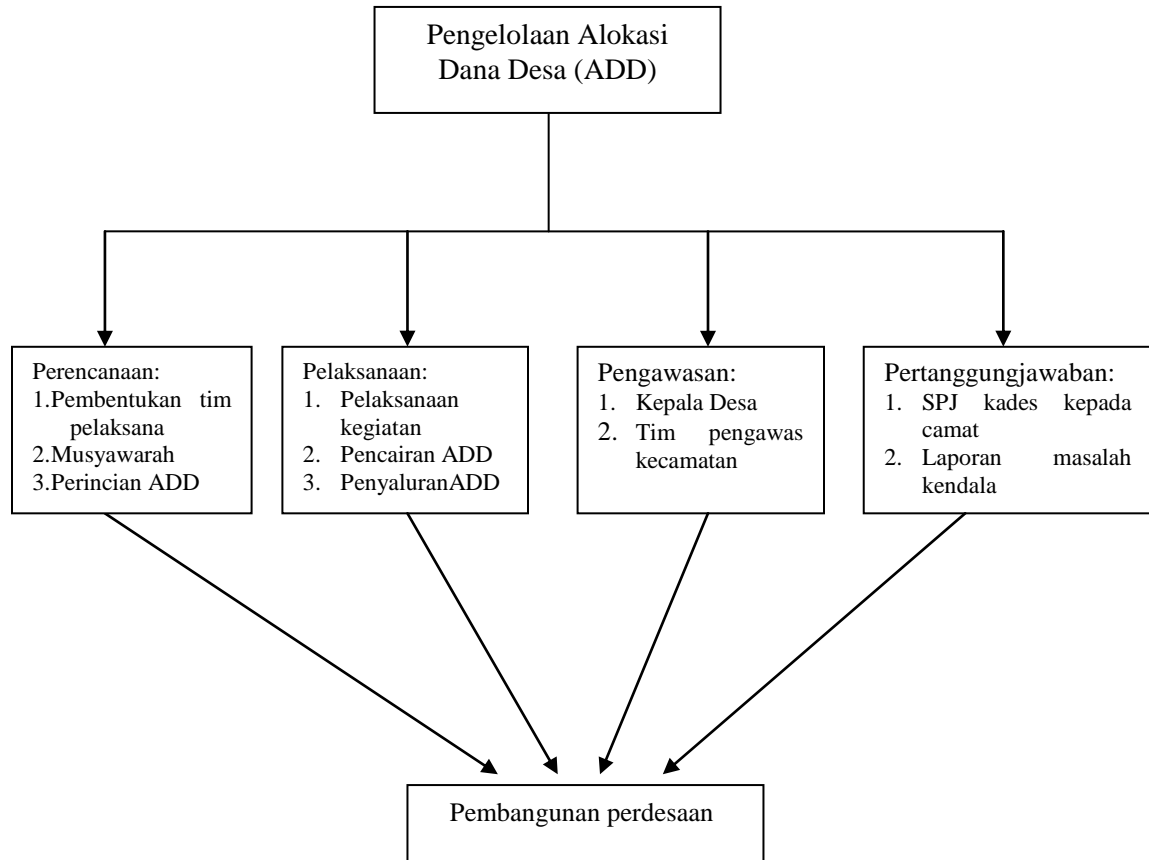 Pengelolaan Alokasi
Dana Desa (ADD)
Perencanaan:
1.Pembentukan tim
pelaksana
2.Musyawarah
3.Perincian ADD
Pelaksanaan:
1. Pelaksanaan
kegiatan
2. Pencairan ADD
3. PenyaluranADD
Pengawasan:
1. Kepala Desa
2. Tim pengawas
kecamatan
Pertanggungjawaban:
1. SPJ kades kepada
camat
2. Laporan masalah
kendala
Pembangunan perdesaan